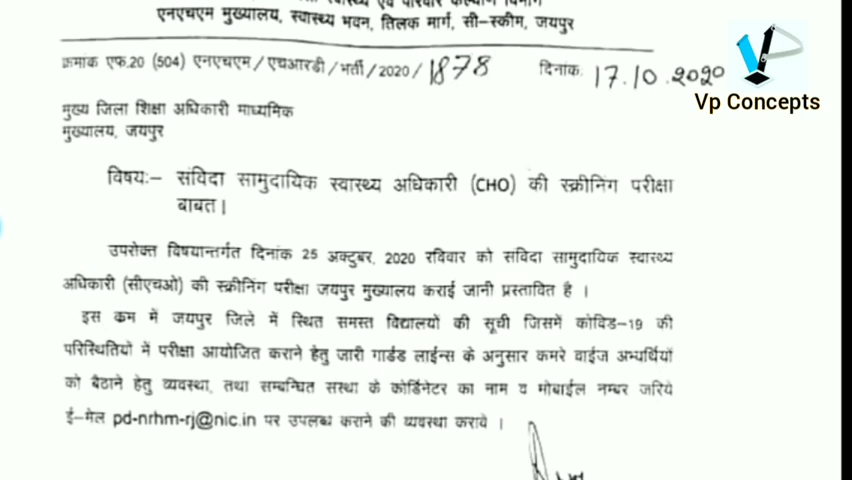 स्वास्थ्य एवं परिवार कल्याण विभाग
एनएचएम मुख्यालय, स्वास्थ्य भवन, तिलक मार्ग, सी-स्कीम, जयपुर
क्रमांक एफ.20 (504) एनएचएम/एचआरडी/भर्ती/2020/1878 दिनांक: 17.10.2020
Vp Concepts
मुख्य जिला शिक्षा अधिकारी माध्यमिक
मुख्यालय, जयपुर
विषयः– संविदा सामुदायिक स्वास्थ्य अधिकारी (CHO) की स्क्रीनिंग परीक्षा
बाबत।
उपरोक्त विषयान्तर्गत दिनांक 25 अक्टुबर, 2020 रविवार को संविदा सामुदायिक स्वास्थ्य
अधिकारी (सीएचओ) की स्क्रीनिंग परीक्षा जयपुर मुख्यालय कराई जानी प्रस्तावित है ।
इस कम में जयपुर जिले में स्थित समस्त विद्यालयों की सूची जिसमें कोविड–19 की
परिस्थितियों में परीक्षा आयोजित कराने हेतु जारी गार्डड लाईन्स के अनुसार कमरे वाईज अभ्यर्थियों
को बैठाने हेतु व्यवस्था, तथा सम्बन्धित संस्था के कोर्डिनेटर का नाम व मोबाईल नम्बर जरिये
ई–मेल pd-nrhm-rj@nic.in पर उपलब्ध कराने की व्यवस्था कराये ।